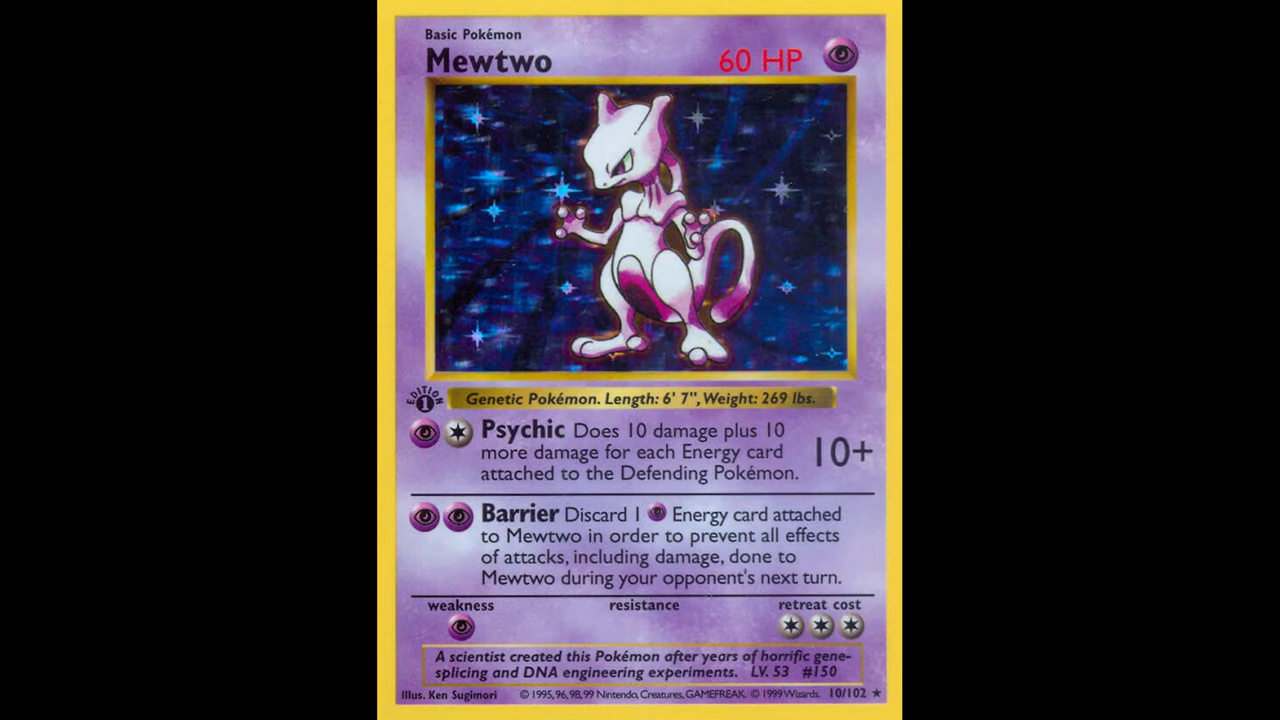 Basic Pokémon
Mewtwo 60 HP
EDITION 1
Genetic Pokémon. Length: 6' 7", Weight: 269 lbs.
Psychic Does 10 damage plus 10
more damage for each Energy card
attached to the Defending Pokémon.
10+
Barrier Discard 1 Energy card attached
to Mewtwo in order to prevent all effects
of attacks, including damage, done to
Mewtwo during your opponent's next turn.
weakness resistance retreat cost
A scientist created this Pokémon after years of horrific gene-
splicing and DNA engineering experiments. LV. 53 #150
Illus. Ken Sugimori © 1995, 96, 98, 99 Nintendo, Creatures, GAMEFREAK. © 1999 Wizards. 10/102 ★